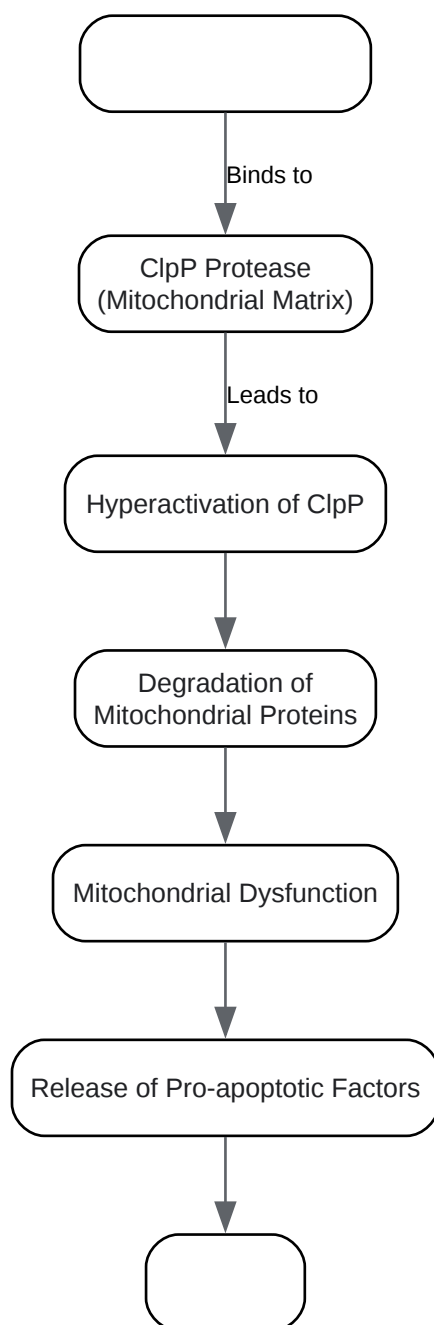 Binds to
ClpP Protease
(Mitochondrial Matrix)
Leads to
Hyperactivation of ClpP
Degradation of
Mitochondrial Proteins
Mitochondrial Dysfunction
Release of Pro-apoptotic Factors